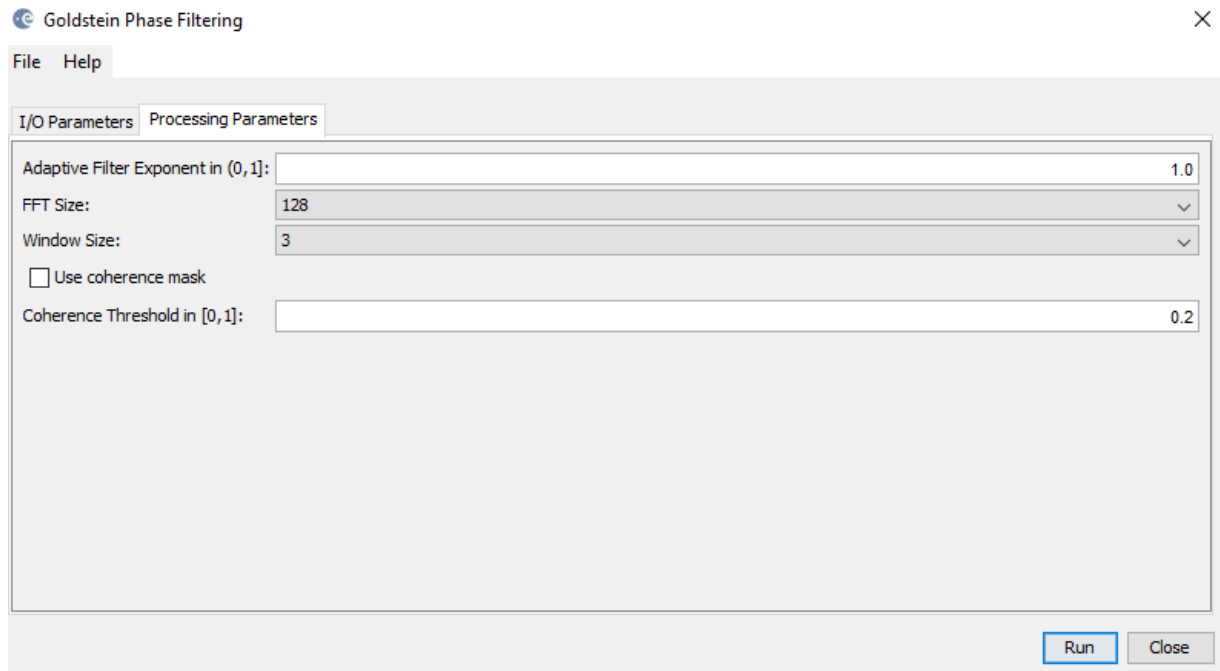 Goldstein Phase Filtering
File Help
I/O Parameters Processing Parameters
Adaptive Filter Exponent in (0,1]: 1.0
FFT Size: 128
Window Size: 3
Use coherence mask
Coherence Threshold in [0,1]: 0.2
Run Close